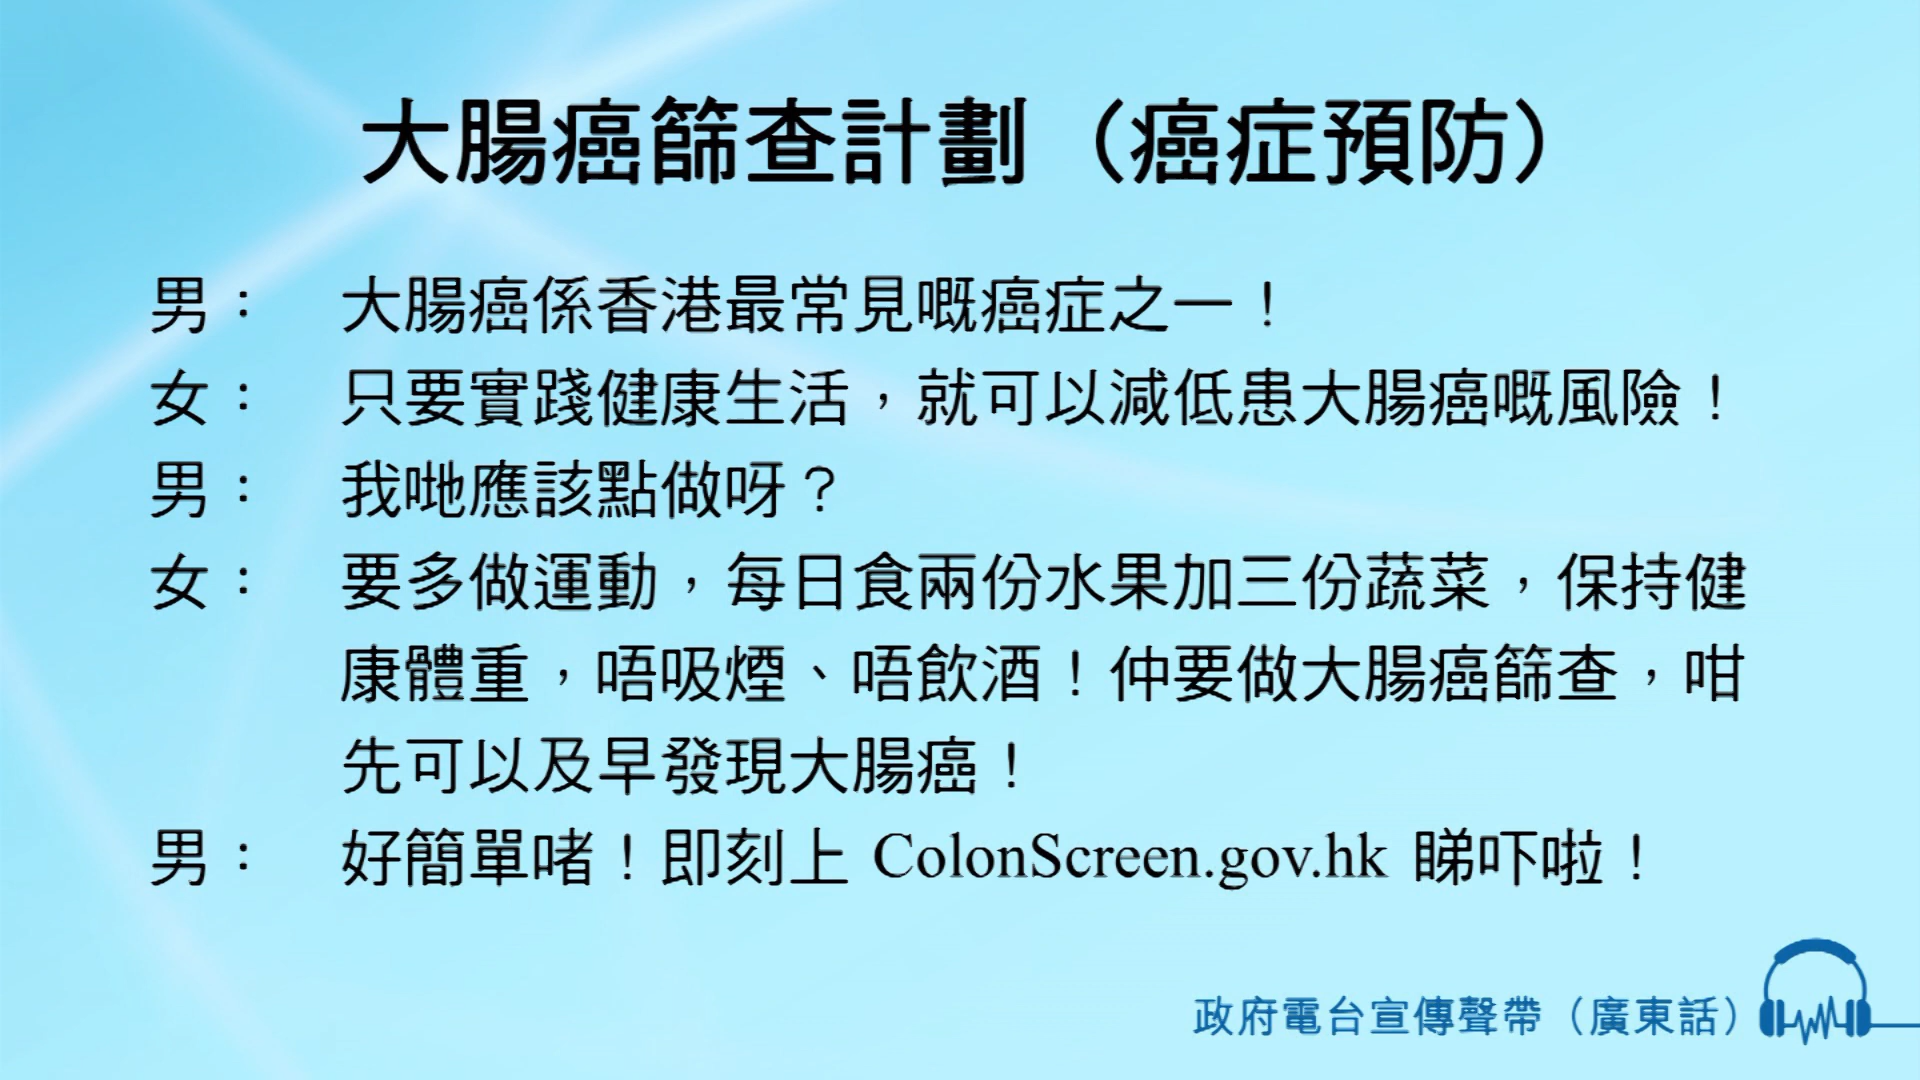 大腸癌篩查計劃（癌症預防）
男： 大腸癌係香港最常見嘅癌症之一！
女： 只要實踐健康生活，就可以減低患大腸癌嘅風險！
男： 我哋應該點做呀？
女： 要多做運動，每日食兩份水果加三份蔬菜，保持健
康體重，唔吸煙、唔飲酒！仲要做大腸癌篩查，咁
先可以及早發現大腸癌！
男： 好簡單啫！即刻上 ColonScreen.gov.hk 睇吓啦！
政府電台宣傳聲帶（廣東話）